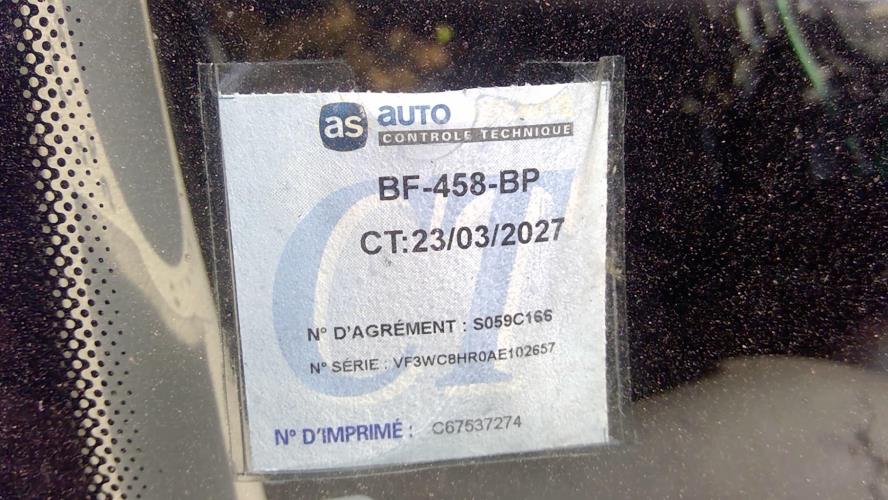 as AUTO
CONTROLE TECHNIQUE
BF-458-BP
CT:23/03/2027
N° D'AGRÉMENT : S059C166
N° SÉRIE : VF3WC8HR0AE102657
N° D'IMPRIMÉ : C67537274
CT